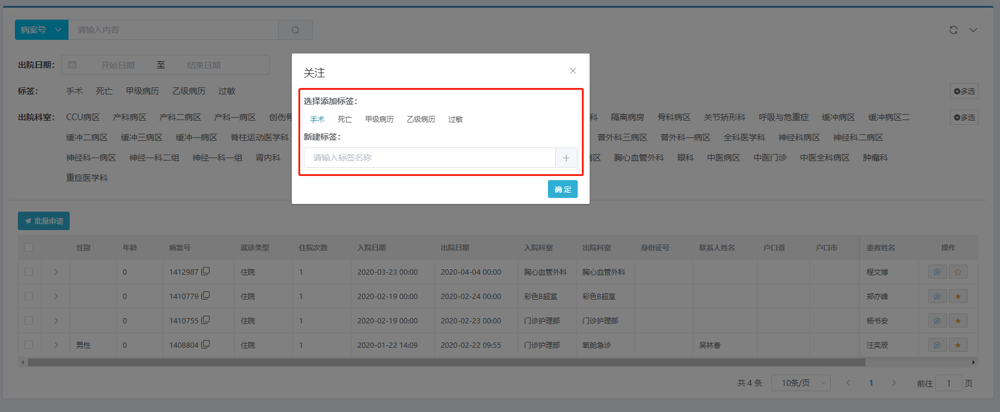 病案号 请输入内容
出院日期： 开始日期 至 结束日期
标签： 手术 死亡 甲级病历 乙级病历 过敏 多选
出院科室： CCU病区 产科病区 产科二病区 产科一病区 创伤骨 科 隔离病房 骨科病区 关节矫形科 呼吸与危重症 缓冲病区 缓冲病区二 多选
缓冲二病区 缓冲三病区 缓冲一病区 脊柱运动医学科 普外科三病区 普外科一病区 全科医学科 神经科病区 神经科二病区
神经科一病区 神经一科二组 神经一科一组 肾内科 病区 胸心血管外科 眼科 中医病区 中医门诊 中医全科病区 肿瘤科
重症医学科
关注
选择添加标签：
手术 死亡 甲级病历 乙级病历 过敏
新建标签：
请输入标签名称
确定
批量申请
性别 年龄 病案号 就诊类型 住院次数 入院日期 出院日期 入院科室 出院科室 身份证号 联系人姓名 户口省 户口市 患者姓名 操作
0 1412987 住院 1 2020-03-23 00:00 2020-04-04 00:00 胸心血管外科 胸心血管外科 程文博
0 1410779 住院 1 2020-02-19 00:00 2020-02-24 00:00 彩色B超室 彩色B超室 郑亦峰
0 1410755 住院 1 2020-02-19 00:00 2020-02-23 00:00 门诊护理部 门诊护理部 杨书安
男性 0 1408804 住院 1 2020-01-22 14:09 2020-02-22 09:55 门诊护理部 氧舱急诊 吴林香 汪奕辰
共 4 条 10条/页 1 前往 1 页